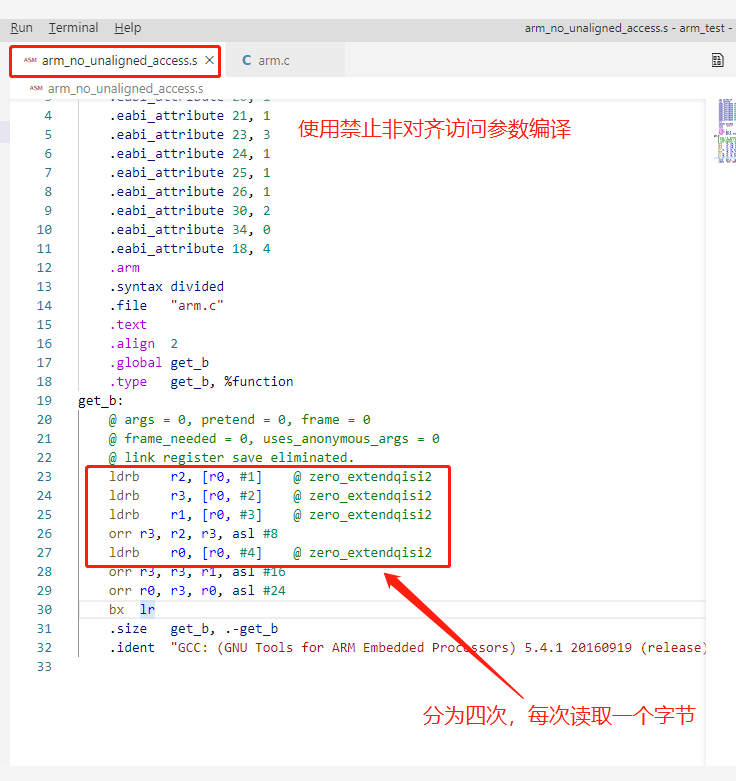 Run Terminal Help arm_no_unaligned_access.s - arm_test -
ASM arm_no_unaligned_access.s × C arm.c
ASM arm_no_unaligned_access.s
4 .eabi_attribute 21, 1
使用禁止非对齐访问参数编译
5 .eabi_attribute 23, 3
6 .eabi_attribute 24, 1
7 .eabi_attribute 25, 1
8 .eabi_attribute 26, 1
9 .eabi_attribute 30, 2
10 .eabi_attribute 34, 0
11 .eabi_attribute 18, 4
12 .arm
13 .syntax divided
14 .file "arm.c"
15 .text
16 .align 2
17 .global get_b
18 .type get_b, %function
19 get_b:
20 @ args = 0, pretend = 0, frame = 0
21 @ frame_needed = 0, uses_anonymous_args = 0
22 @ link register save eliminated.
23 ldrb r2, [r0, #1] @ zero_extendqisi2
24 ldrb r3, [r0, #2] @ zero_extendqisi2
25 ldrb r1, [r0, #3] @ zero_extendqisi2
26 orr r3, r2, r3, asl #8
27 ldrb r0, [r0, #4] @ zero_extendqisi2
28 orr r3, r3, r1, asl #16
29 orr r0, r3, r0, asl #24
30 bx lr
31 .size get_b, .-get_b
32 .ident "GCC: (GNU Tools for ARM Embedded Processors) 5.4.1 20160919 (release)
33
分为四次，每次读取一个字节